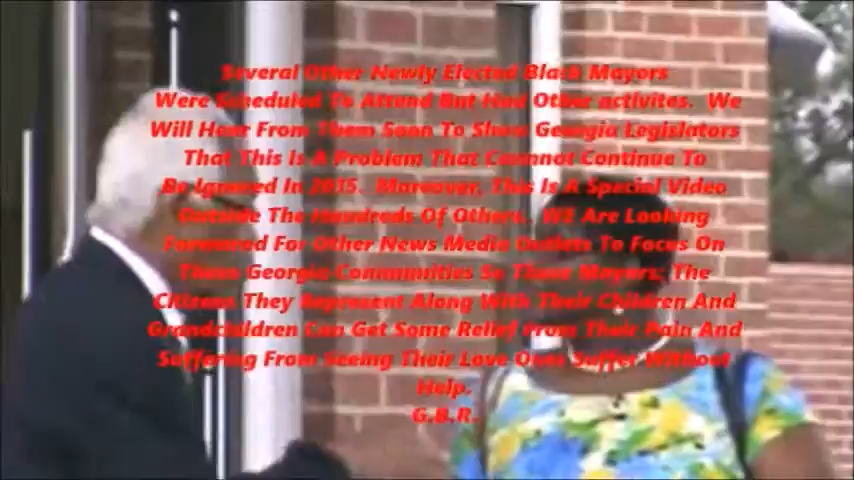 Several Other Newly Elected Black Mayors
Were Scheduled To Attend But Had Other activites. We
Will Hear From Them Soon To Show Georgia Legislators
That This Is A Problem That Cannot Continue To
Be Ignored In 2015. Moreover, This Is A Special Video
Outside The Hundreds Of Others. WE Are Looking
For Other News Media Outlets To Focus On
These Georgia Communities So These Mayors; The
Citizens They Represent Along With Their Children And
Grandchildren Can Get Some Relief From Their Pain And
Suffering From Seeing Their Love Ones Suffer Without
Help.
G.B.R.